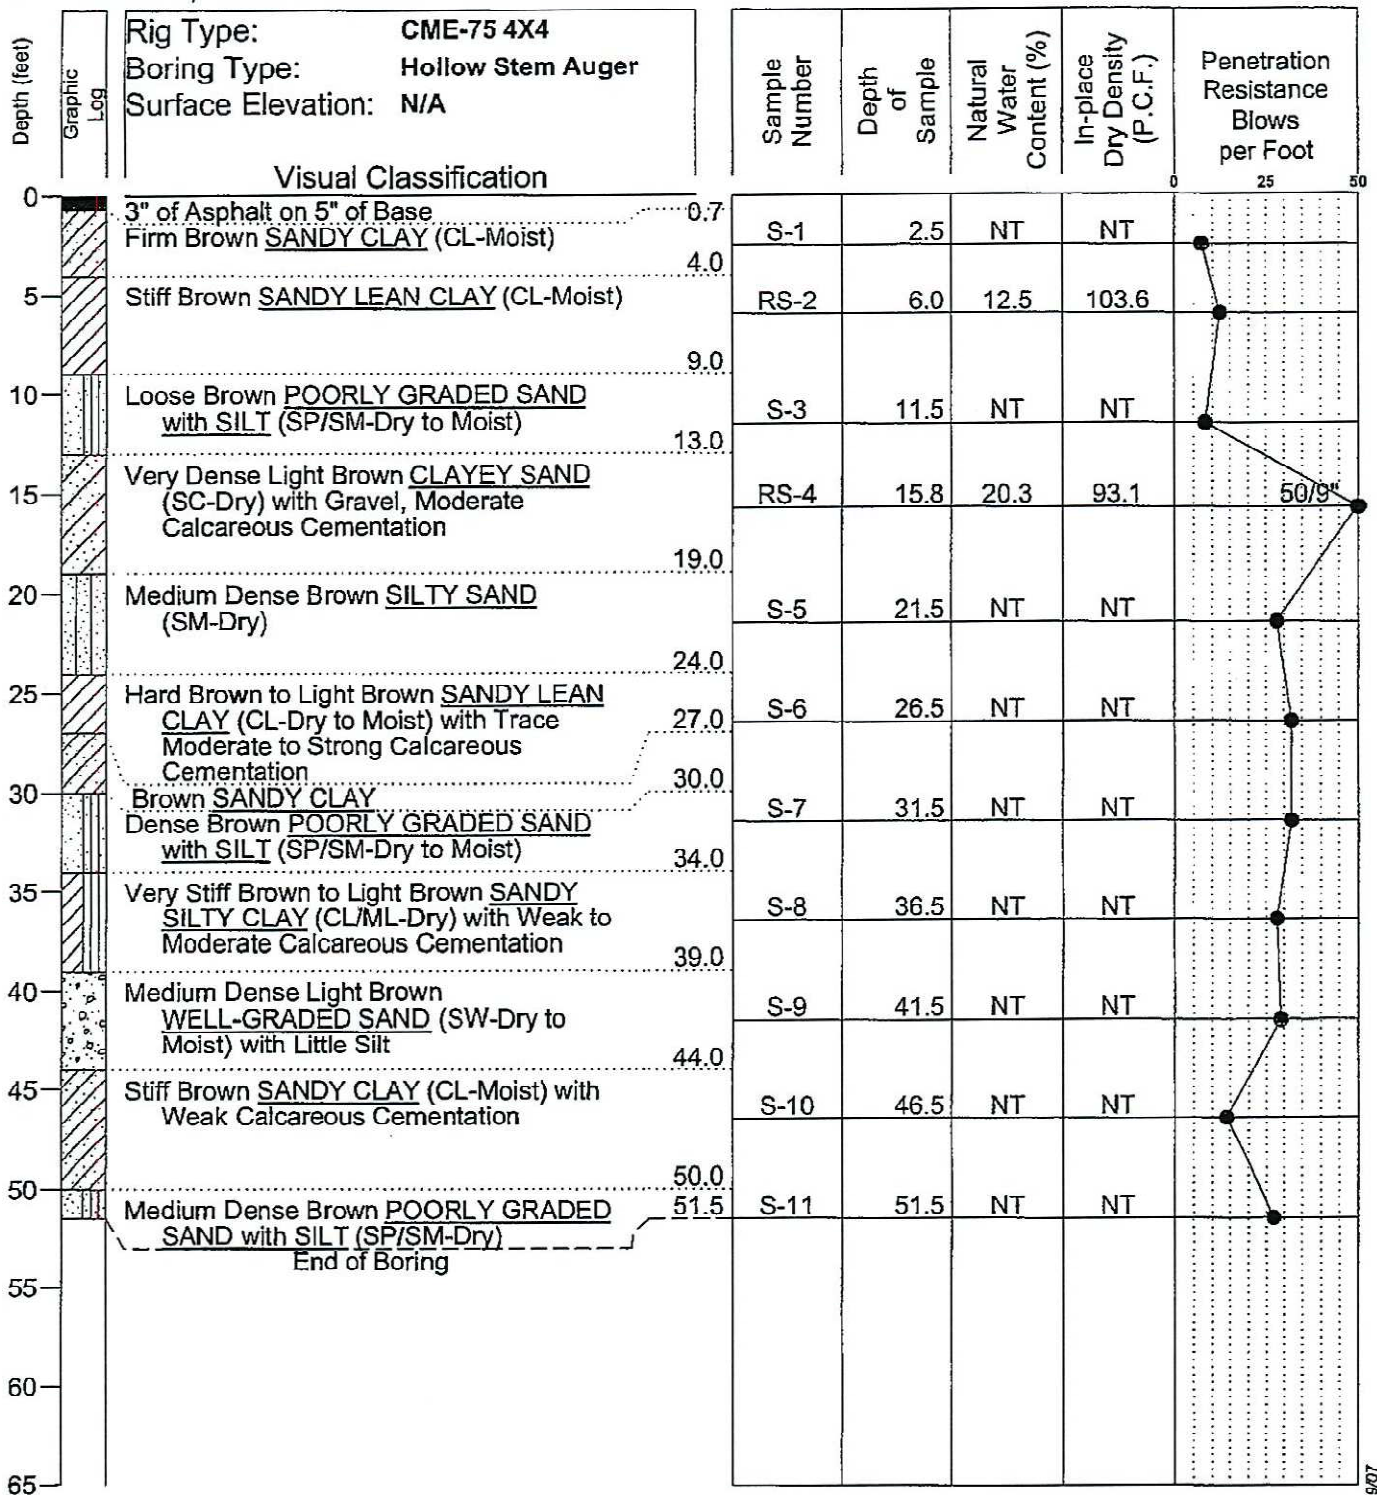 Rig Type: CME-75 4X4
Boring Type: Hollow Stem Auger
Surface Elevation: N/A
Depth (feet)
Graphic
Log
Visual Classification
Sample
Number
Depth
of
Sample
Natural
Water
Content (%)
In-place
Dry Density
(P.C.F.)
Penetration
Resistance
Blows
per Foot
0 25 50
0
3" of Asphalt on 5" of Base 0.7
Firm Brown SANDY CLAY (CL-Moist)
S-1 2.5 NT NT
4.0
5
Stiff Brown SANDY LEAN CLAY (CL-Moist)
RS-2 6.0 12.5 103.6
9.0
10
Loose Brown POORLY GRADED SAND
with SILT (SP/SM-Dry to Moist)
S-3 11.5 NT NT
13.0
Very Dense Light Brown CLAYEY SAND
15
(SC-Dry) with Gravel, Moderate
Calcareous Cementation
RS-4 15.8 20.3 93.1 50/9"
19.0
20
Medium Dense Brown SILTY SAND
(SM-Dry)
S-5 21.5 NT NT
24.0
25
Hard Brown to Light Brown SANDY LEAN
CLAY (CL-Dry to Moist) with Trace
Moderate to Strong Calcareous
Cementation
27.0
S-6 26.5 NT NT
30.0
30
Brown SANDY CLAY
Dense Brown POORLY GRADED SAND
with SILT (SP/SM-Dry to Moist)
S-7 31.5 NT NT
34.0
35
Very Stiff Brown to Light Brown SANDY
SILTY CLAY (CL/ML-Dry) with Weak to
Moderate Calcareous Cementation
S-8 36.5 NT NT
39.0
40
Medium Dense Light Brown
WELL-GRADED SAND (SW-Dry to
Moist) with Little Silt
S-9 41.5 NT NT
44.0
45
Stiff Brown SANDY CLAY (CL-Moist) with
Weak Calcareous Cementation
S-10 46.5 NT NT
50.0
50
Medium Dense Brown POORLY GRADED
SAND with SILT (SP/SM-Dry)
51.5
S-11 51.5 NT NT
End of Boring
55
60
65
9/07